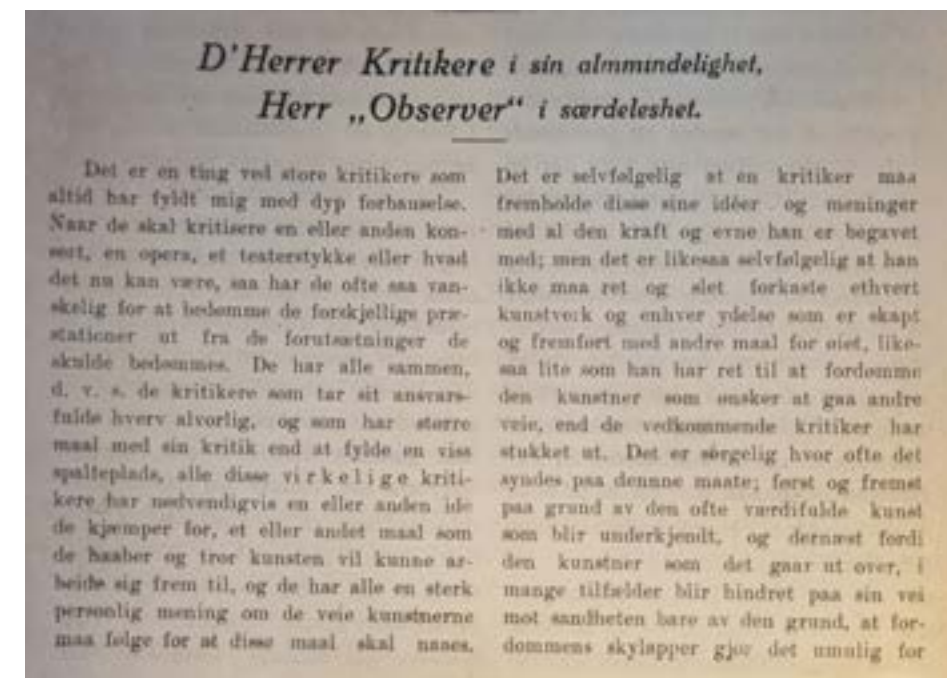 D'Herrer Kritikere i sin almmindelighet,
Herr „Observer“ i særdeleshet.
Det er en ting ved store kritikere som
altid har fyldt mig med dyp forbauselse.
Naar de skal kritisere en eller anden kon-
sert, en opera, et teaterstykke eller hvad
det nu kan være, saa har de ofte saa van-
skelig for at bedømme de forskjellige præ-
stationer ut fra de forutsætninger de
skulde bedømmes. De har alle sammen,
d. v. s. de kritikere som tar sit ansvars-
fulde hverv alvorlig, og som har større
maal med sin kritik end at fylde en viss
spalteplads, alle disse virkelige kriti-
kere har nødvendigvis en eller anden ide
de kjæmper for, et eller andet maal som
de haaber og tror kunsten vil kunne ar-
beide sig frem til, og de har alle en sterk
personlig mening om de veie kunstnerne
maa følge for at disse maal skal naaes.
Det er selvfølgelig at en kritiker maa
fremholde disse sine idéer og meninger
med al den kraft og evne han er begavet
med; men det er likesaa selvfølgelig at han
ikke maa ret og slet forkaste ethvert
kunstverk og enhver ydelse som er skapt
og fremført med andre maal for øiet, like-
saa lite som han har ret til at fordømme
den kunstner som ønsker at gaa andre
veie, end de vedkommende kritiker har
stukket ut. Det er sørgelig hvor ofte det
syndes paa dennne maate; først og fremst
paa grund av den ofte værdifulde kunst
som blir underkjendt, og dernæst fordi
den kunstner som det gaar ut over, i
mange tilfælder blir hindret paa sin vei
mot sandheten bare av den grund, at for-
dommens skylapper gjør det umulig for